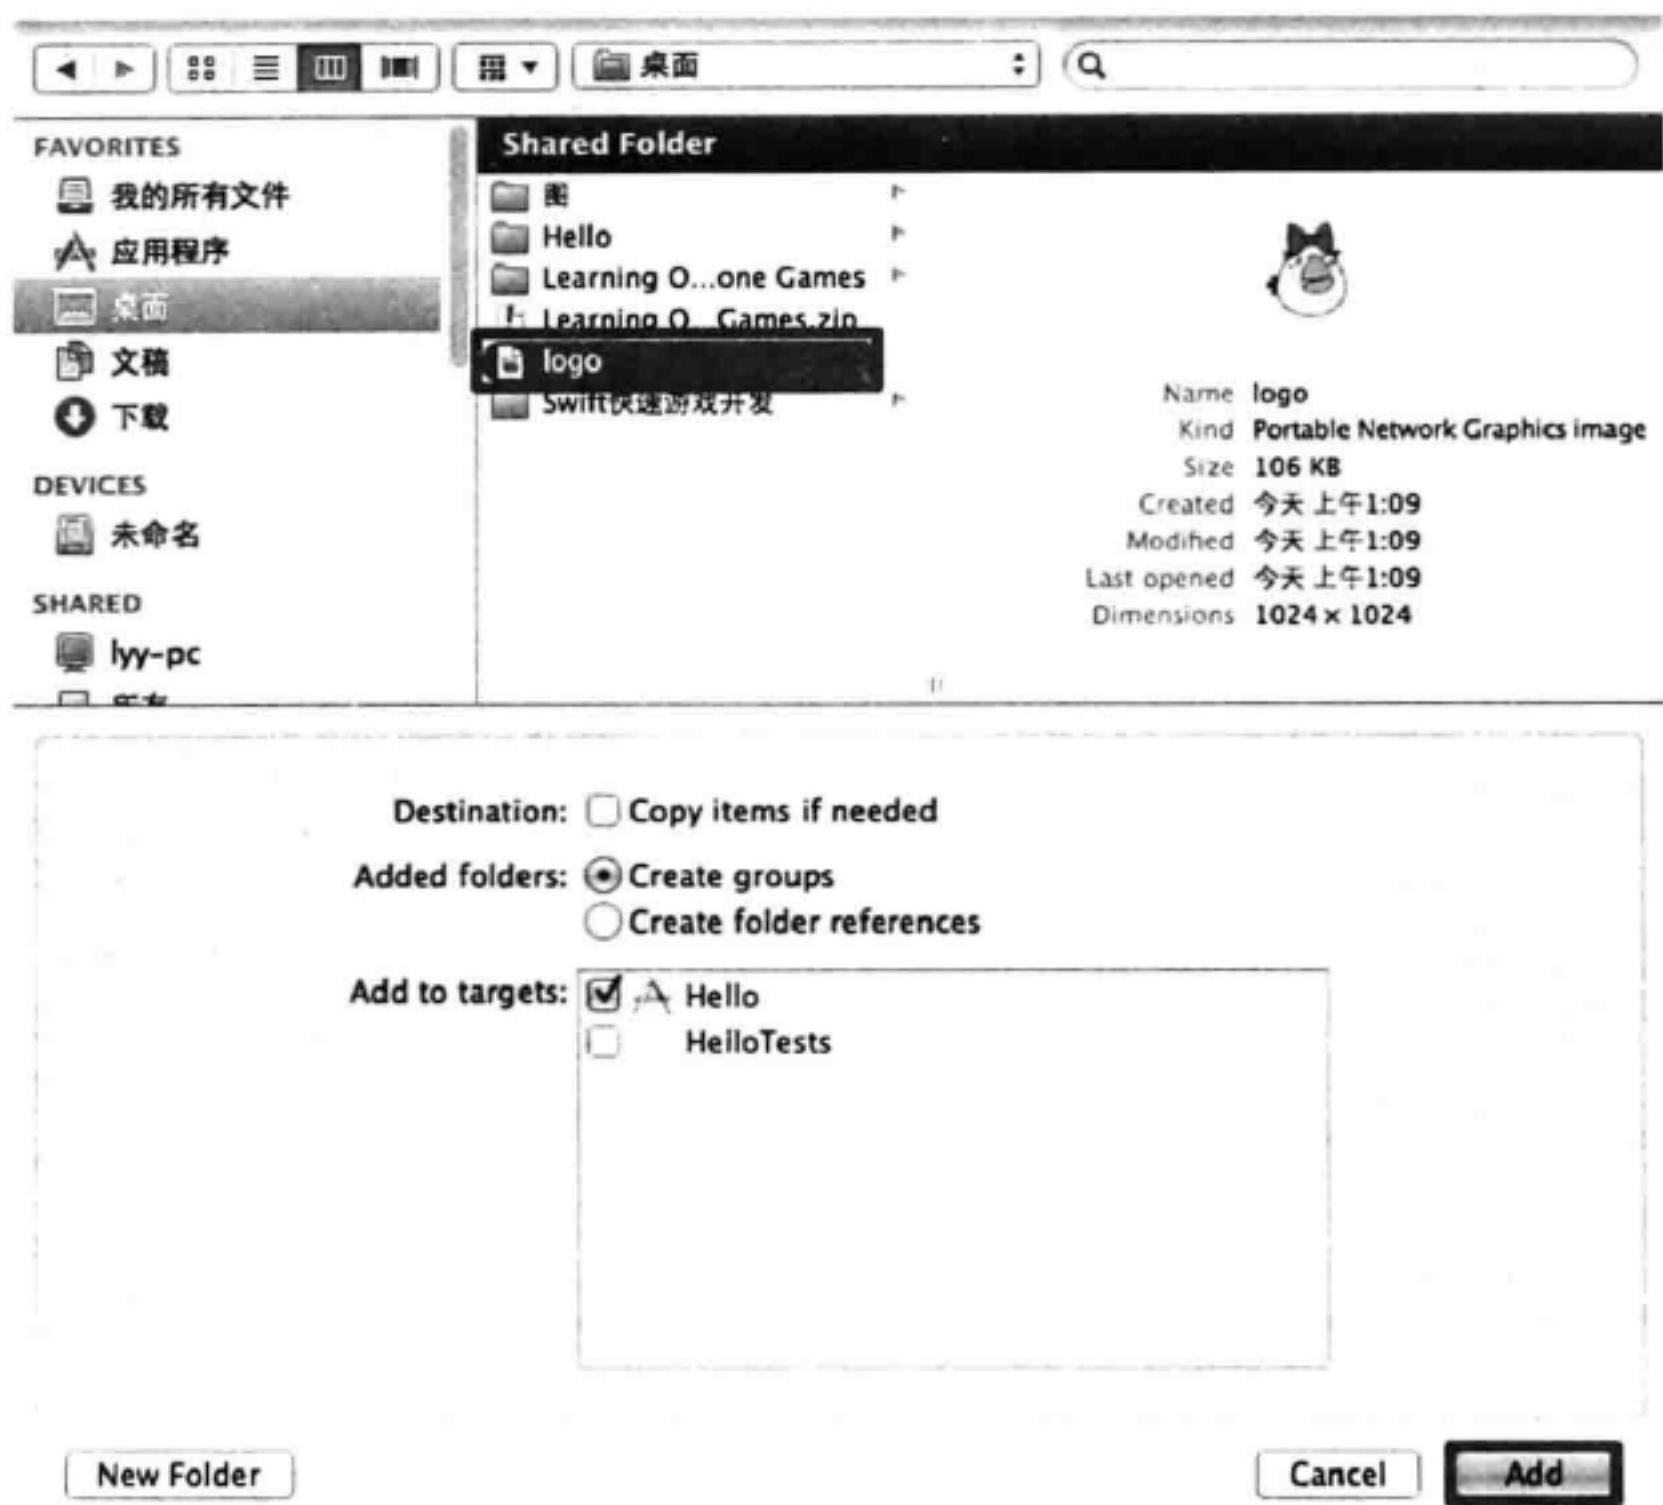 桌面
FAVORITES
我的所有文件
应用程序
桌面
文稿
下载
DEVICES
未命名
SHARED
lyy-pc
所有
Shared Folder
图
Hello
Learning O...one Games
Learning O...Games.zip
logo
Swift快速游戏开发
Name logo
Kind Portable Network Graphics image
Size 106 KB
Created 今天 上午1:09
Modified 今天 上午1:09
Last opened 今天 上午1:09
Dimensions 1024 × 1024
Destination: Copy items if needed
Added folders: Create groups
Create folder references
Add to targets: Hello
HelloTests
New Folder
Cancel
Add